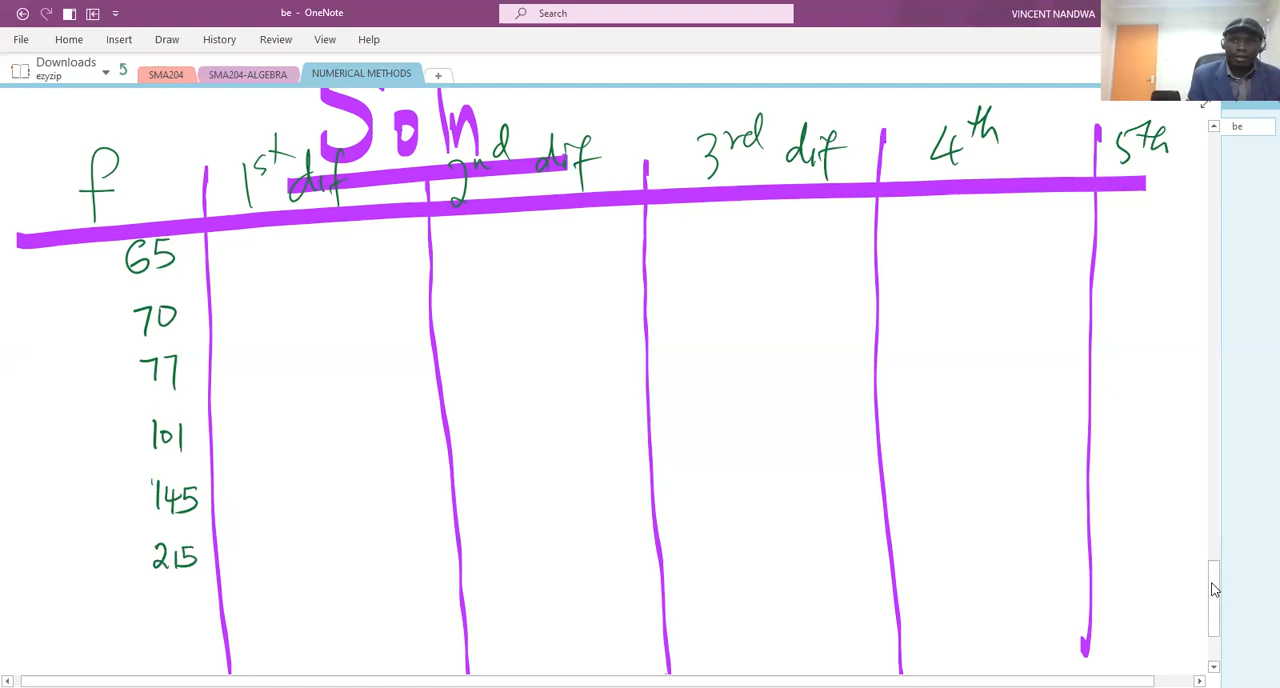 be - OneNote
Search
VINCENT NANDWA
File Home Insert Draw History Review View Help
Downloads
ezyzip
SMA204
SMA204-ALGEBRA
NUMERICAL METHODS
+
be
Soln
f 1st dif 2nd dif 3rd dif 4th 5th
65
70
77
101
145
215